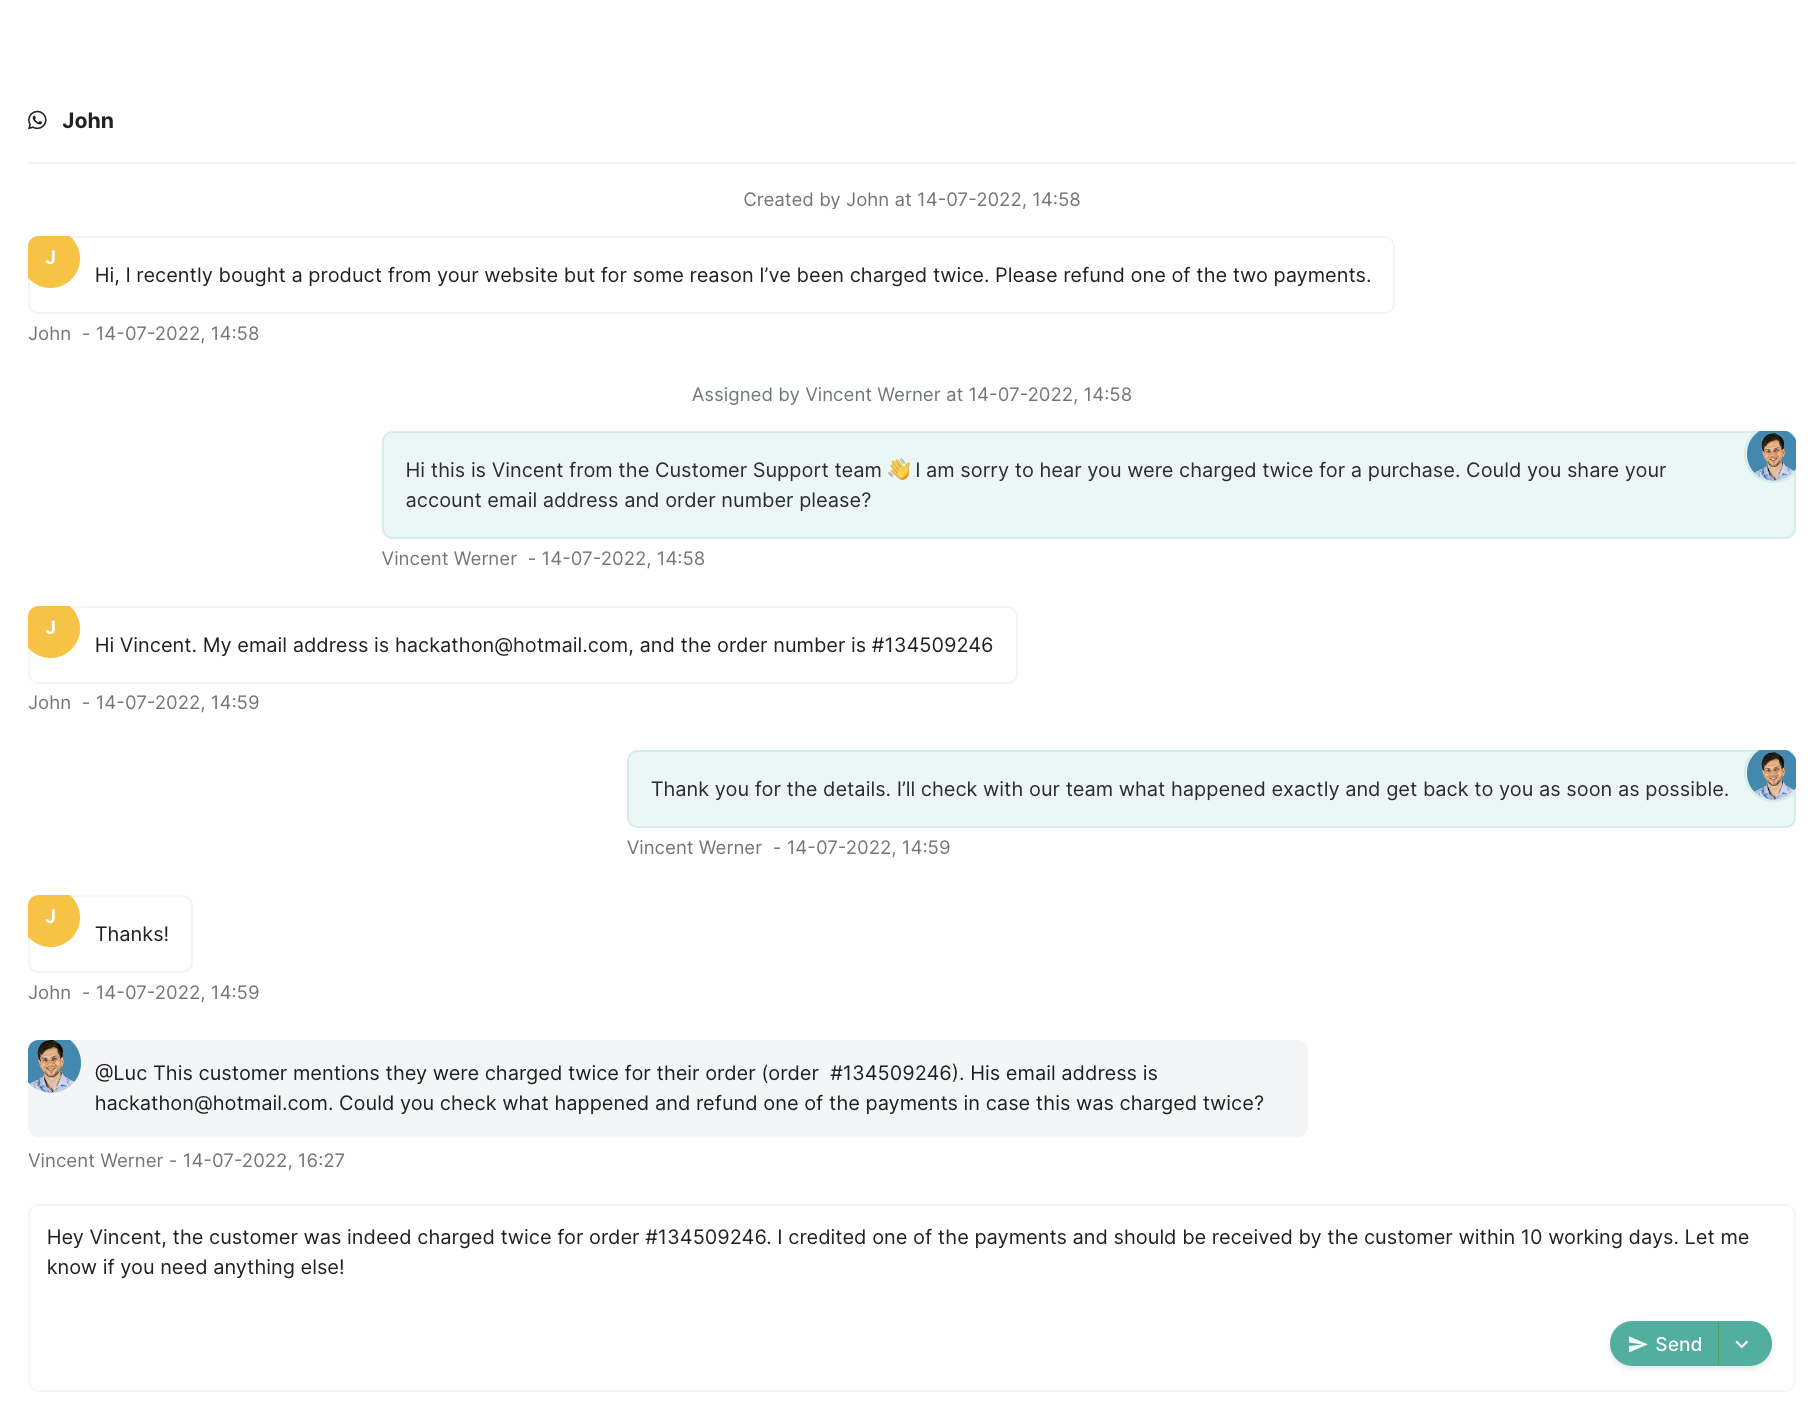 John
Created by John at 14-07-2022, 14:58
J
Hi, I recently bought a product from your website but for some reason I’ve been charged twice. Please refund one of the two payments.
John - 14-07-2022, 14:58
Assigned by Vincent Werner at 14-07-2022, 14:58
Hi this is Vincent from the Customer Support team 👋 I am sorry to hear you were charged twice for a purchase. Could you share your
account email address and order number please?
Vincent Werner - 14-07-2022, 14:58
J
Hi Vincent. My email address is hackathon@hotmail.com, and the order number is #134509246
John - 14-07-2022, 14:59
Thank you for the details. I’ll check with our team what happened exactly and get back to you as soon as possible.
Vincent Werner - 14-07-2022, 14:59
J
Thanks!
John - 14-07-2022, 14:59
@Luc This customer mentions they were charged twice for their order (order #134509246). His email address is
hackathon@hotmail.com. Could you check what happened and refund one of the payments in case this was charged twice?
Vincent Werner - 14-07-2022, 16:27
Hey Vincent, the customer was indeed charged twice for order #134509246. I credited one of the payments and should be received by the customer within 10 working days. Let me
know if you need anything else!
Send